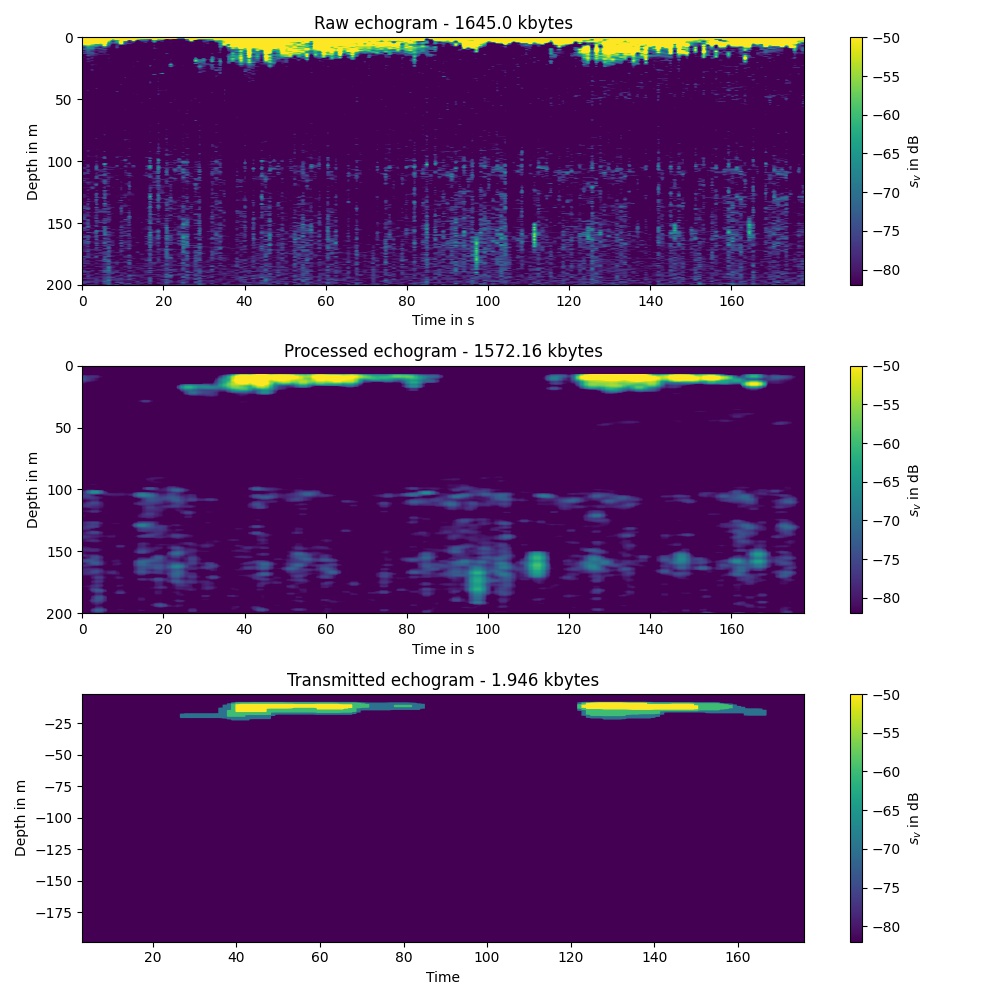 Raw echogram - 1645.0 kbytes
0
50
100
150
200
Depth in m
0 20 40 60 80 100 120 140 160
Time in s
−50
−55
−60
−65
−70
−75
−80
s_v in dB
Processed echogram - 1572.16 kbytes
0
50
100
150
200
Depth in m
0 20 40 60 80 100 120 140 160
Time in s
−50
−55
−60
−65
−70
−75
−80
s_v in dB
Transmitted echogram - 1.946 kbytes
−25
−50
−75
−100
−125
−150
−175
Depth in m
20 40 60 80 100 120 140 160
Time
−50
−55
−60
−65
−70
−75
−80
s_v in dB